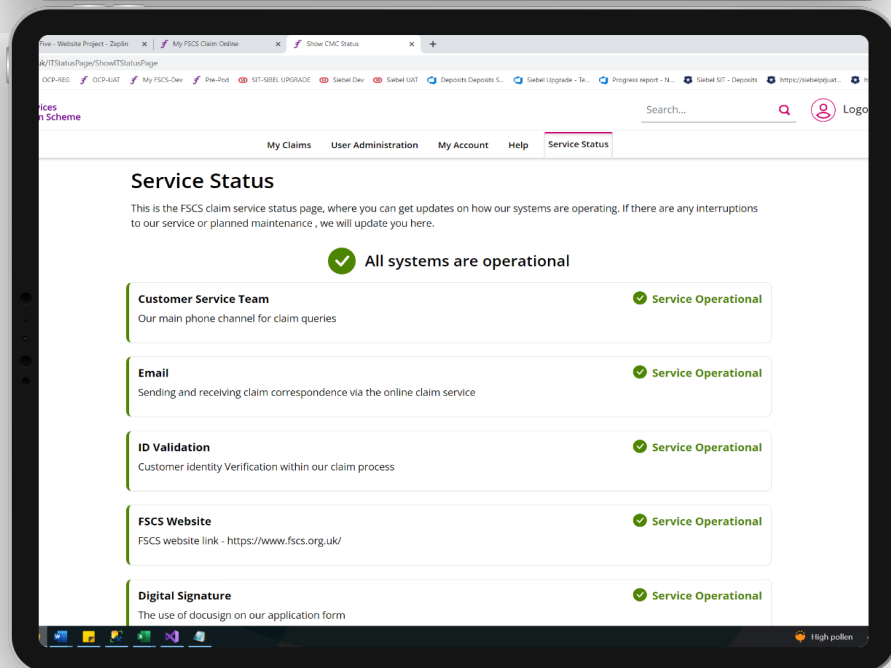 Five - Website Project - Zeplin
My FSCS Claim Online
Show CMC Status
uk/ITStatusPage/ShowITStatusPage
OCP-REG
OCP-UAT
My FSCS-Dev
Pre-Pod
SIT-SIBEL UPGRADE
Siebel Dev
Siebel UAT
Deposits Deposits S...
Siebel Upgrade - Te...
Progress report - N...
Siebel SIT - Deposits
https://siebelprjuat...
vices
n Scheme
Search...
Logo
My Claims User Administration My Account Help Service Status
Service Status
This is the FSCS claim service status page, where you can get updates on how our systems are operating. If there are any interruptions
to our service or planned maintenance , we will update you here.
All systems are operational
Customer Service Team Service Operational
Our main phone channel for claim queries
Email Service Operational
Sending and receiving claim correspondence via the online claim service
ID Validation Service Operational
Customer identity Verification within our claim process
FSCS Website Service Operational
FSCS website link - https://www.fscs.org.uk/
Digital Signature Service Operational
The use of docusign on our application form
High pollen